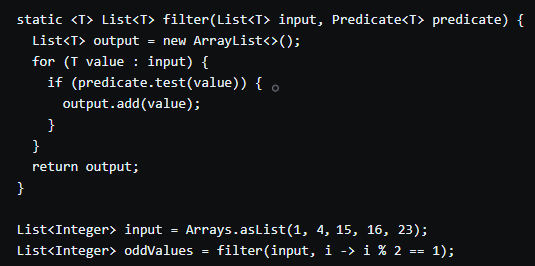 static <T> List<T> filter(List<T> input, Predicate<T> predicate) {
  List<T> output = new ArrayList<>();
  for (T value : input) {
    if (predicate.test(value)) {
      output.add(value);
    }
  }
  return output;
}

List<Integer> input = Arrays.asList(1, 4, 15, 16, 23);
List<Integer> oddValues = filter(input, i -> i % 2 == 1);